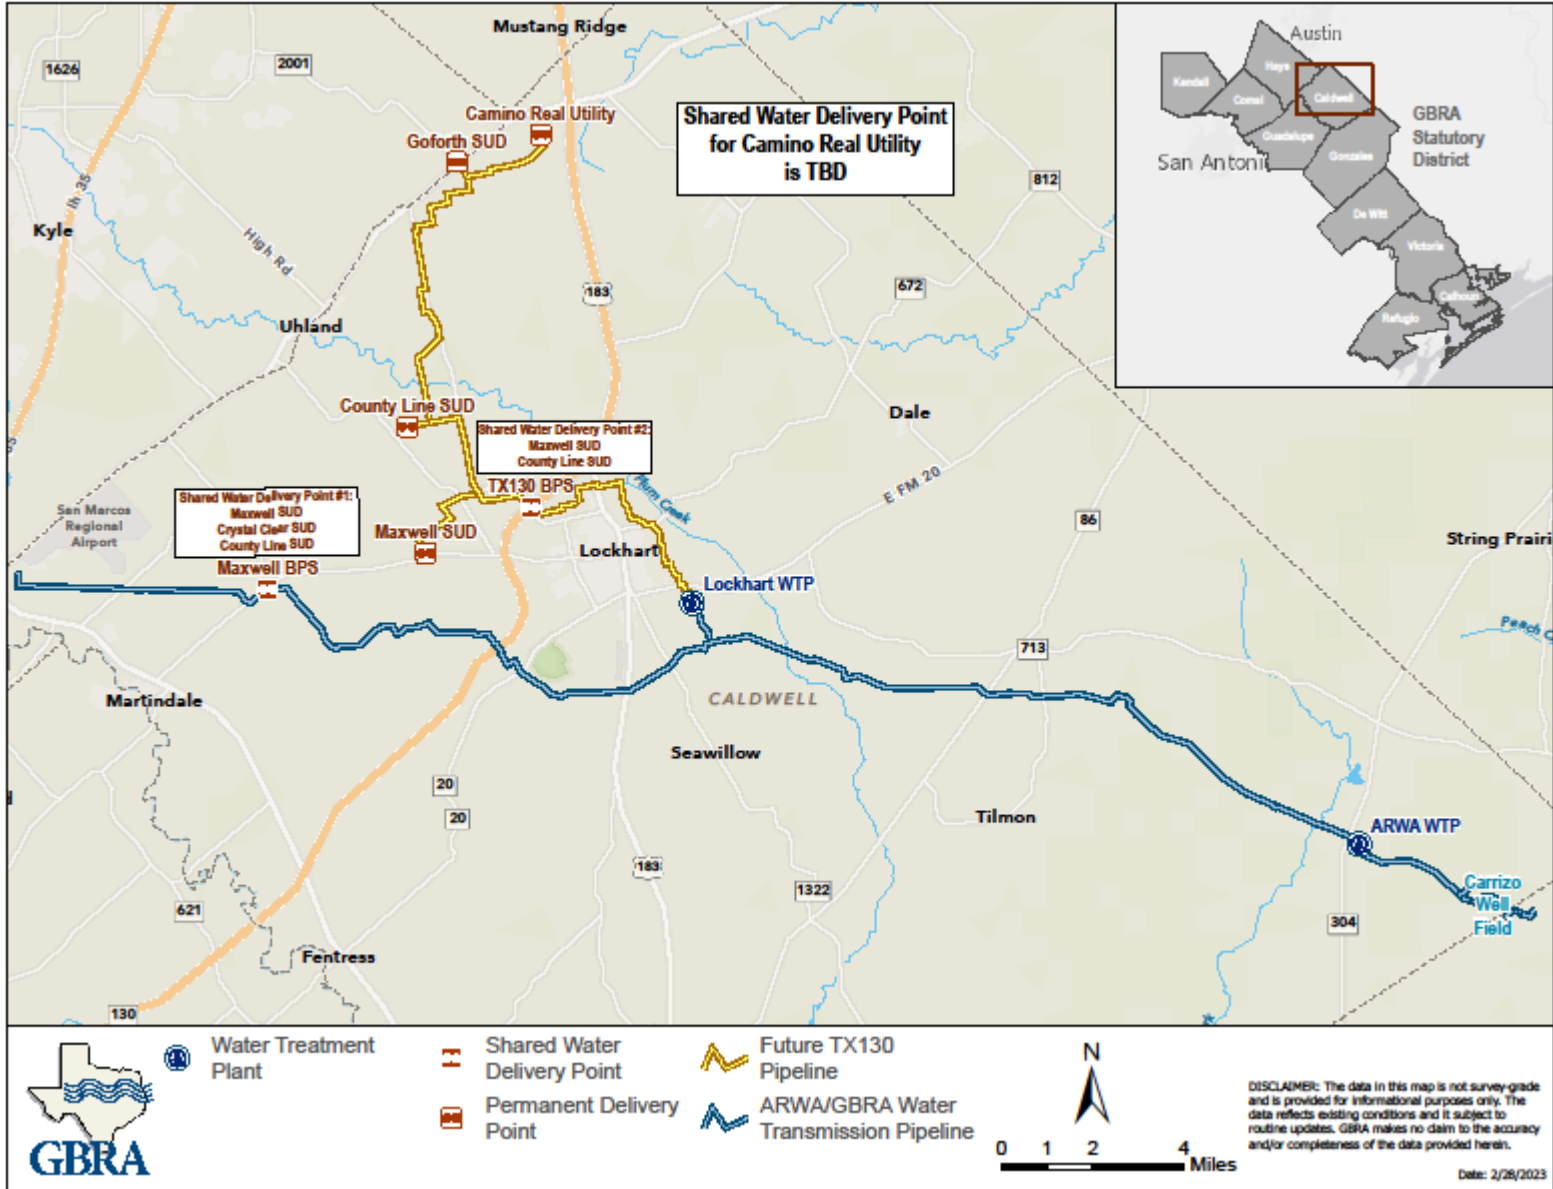 Mustang Ridge
1626
2001
Camino Real Utility
Goforth SUD
Shared Water Delivery Point
for Camino Real Utility
is TBD
Austin
Hays
Kendall
Comal
Caldwell
Guadalupe
San Antoni
Gonzales
GBRA
Statutory
District
De Witt
Victoria
Calhoun
Refugio
812
Ih 35
Kyle
High Rd
183
672
Uhland
County Line SUD
Dale
Shared Water Delivery Point #2:
Maxwell SUD
County Line SUD
TX130 BPS
Plum Creek
E FM 20
Shared Water Delivery Point #1:
Maxwell SUD
Crystal Clear SUD
County Line SUD
Maxwell BPS
San Marcos
Regional
Airport
Maxwell SUD
Lockhart
86
String Prairi
Lockhart WTP
Peach C
713
Martindale
CALDWELL
Seawillow
20
20
Tilmon
ARWA WTP
183
1322
Carrizo
Well
Field
304
621
Fentress
130
GBRA
Water Treatment
Plant
Shared Water
Delivery Point
Permanent Delivery
Point
Future TX130
Pipeline
ARWA/GBRA Water
Transmission Pipeline
N
0 1 2 4
Miles
DISCLAIMER: The data in this map is not survey-grade
and is provided for informational purposes only. The
data reflects existing conditions and it subject to
routine updates. GBRA makes no claim to the accuracy
and/or completeness of the data provided herein.
Date: 2/28/2023